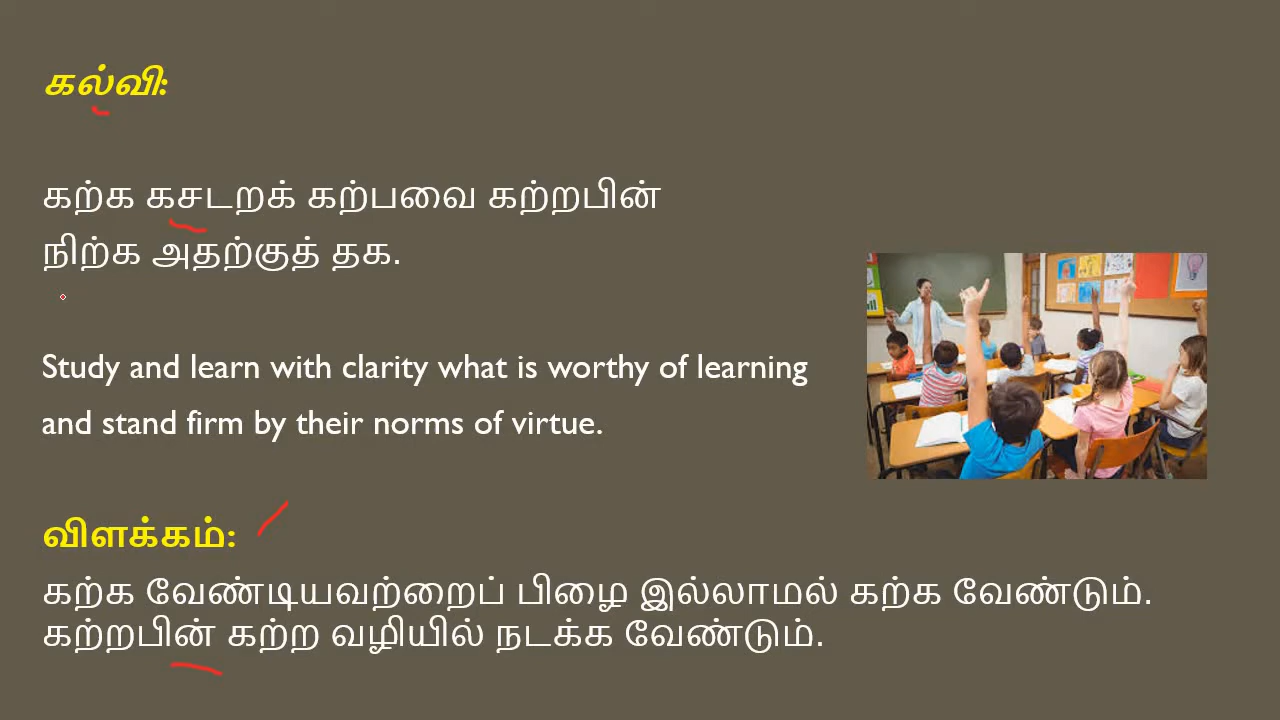 கல்வி:
கற்க கசடறக் கற்பவை கற்றபின்
நிற்க அதற்குத் தக.
Study and learn with clarity what is worthy of learning
and stand firm by their norms of virtue.
விளக்கம்:
கற்க வேண்டியவற்றைப் பிழை இல்லாமல் கற்க வேண்டும்.
கற்றபின் கற்ற வழியில் நடக்க வேண்டும்.